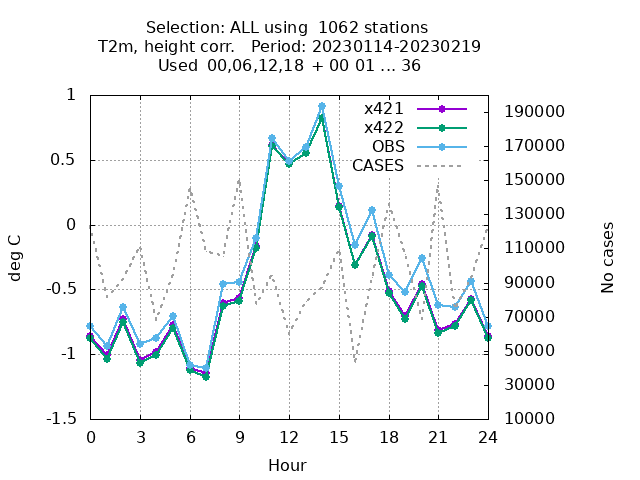 Selection: ALL using  1062 stations
T2m, height corr.   Period: 20230114-20230219
Used  00,06,12,18  + 00 01 ... 36
deg C
1
0.5
0
-0.5
-1
-1.5
x421
x422
OBS
CASES
190000
170000
150000
130000
110000
90000
70000
50000
30000
10000
No cases
0 3 6 9 12 15 18 21 24
Hour